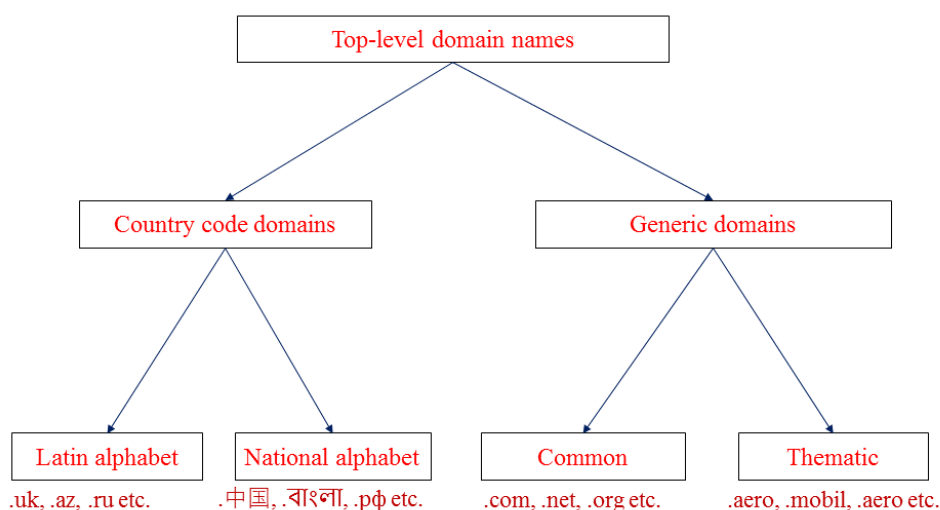 Top-level domain names
Country code domains
Generic domains
Latin alphabet
National alphabet
Common
Thematic
.uk, .az, .ru etc.
.中国, .বাংলা, .рф etc.
.com, .net, .org etc.
.aero, .mobil, .aero etc.